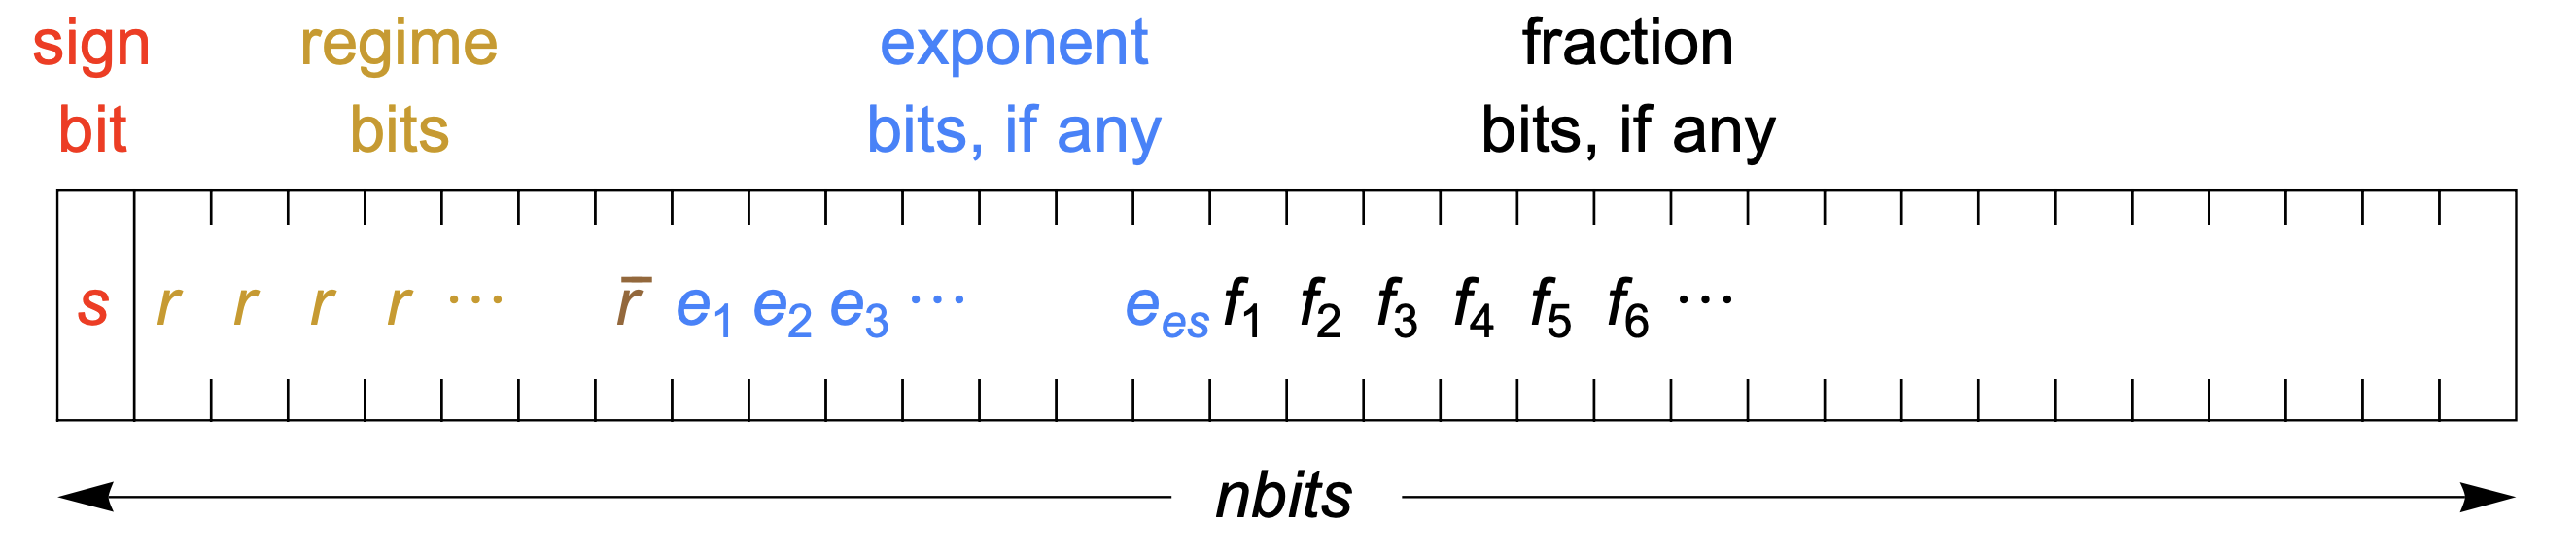 sign regime exponent fraction
bit bits bits, if any bits, if any
s r r r r ··· r̅ e₁ e₂ e₃ ··· eₑₛ f₁ f₂ f₃ f₄ f₅ f₆ ···
nbits